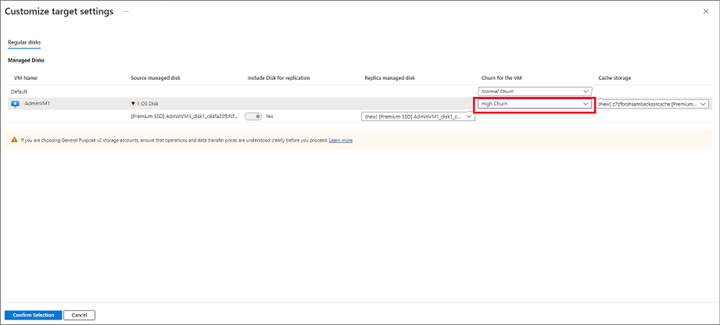 Customize target settings ...
Regular disks
Managed Disks
VM Name Source managed disk Include Disk for replication Replica managed disk Churn for the VM Cache storage
Default Normal Churn
AdminVM1 1 OS Disk High Churn (new)
[Premium SSD] Yes (new) [Premium SSD] AdminVM1_disk1_c...
If you are choosing General Purpose v2 storage accounts, ensure that operations and data transfer prices are understood clearly before you proceed. Learn more
Confirm Selection Cancel